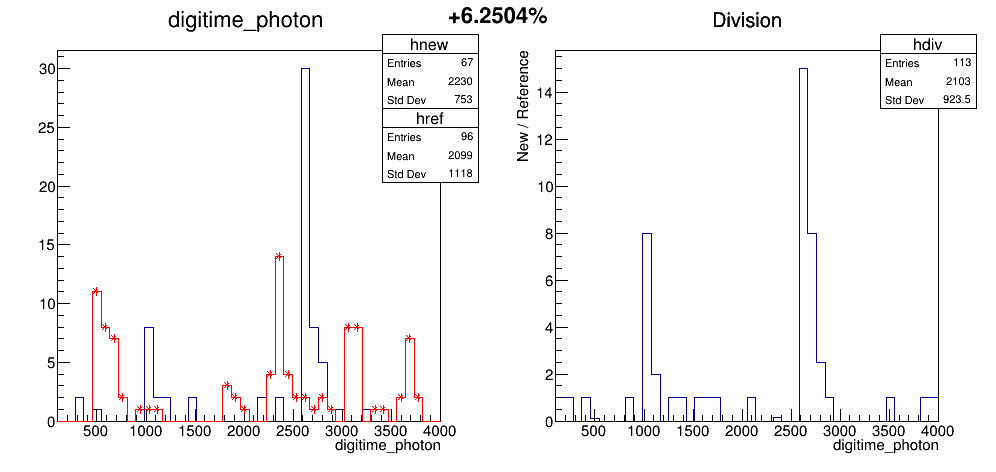 +6.2504%
digitime_photon
hnew
Entries 67
Mean 2230
Std Dev 753
href
Entries 96
Mean 2099
Std Dev 1118
30
25
20
15
10
5
0
500 1000 1500 2000 2500 3000 3500 4000
digitime_photon
Division
hdiv
Entries 113
Mean 2103
Std Dev 923.5
New / Reference
14
12
10
8
6
4
2
0
500 1000 1500 2000 2500 3000 3500 4000
digitime_photon